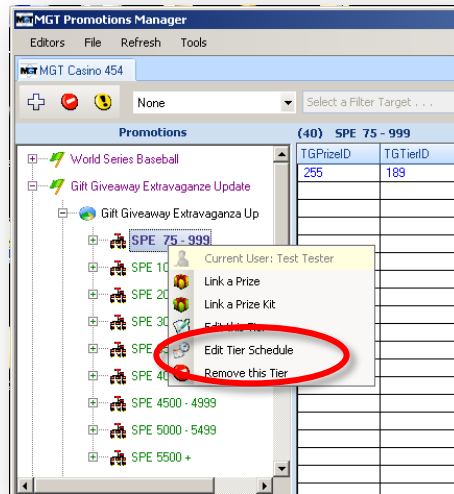 MGT MGT Promotions Manager
Editors File Refresh Tools
MGT MGT Casino 454
None Select a Filter Target . . .
Promotions (40) SPE 75 - 999
TGPrizeID TGTierID
255 189
World Series Baseball
Gift Giveaway Extravaganze Update
Gift Giveaway Extravaganza Up
SPE 75 - 999
Current User: Test Tester
SPE 10
Link a Prize
SPE 20
Link a Prize Kit
SPE 30
Edit this Tier
Edit Tier Schedule
SPE 40
Remove this Tier
SPE 4500 - 4999
SPE 5000 - 5499
SPE 5500 +